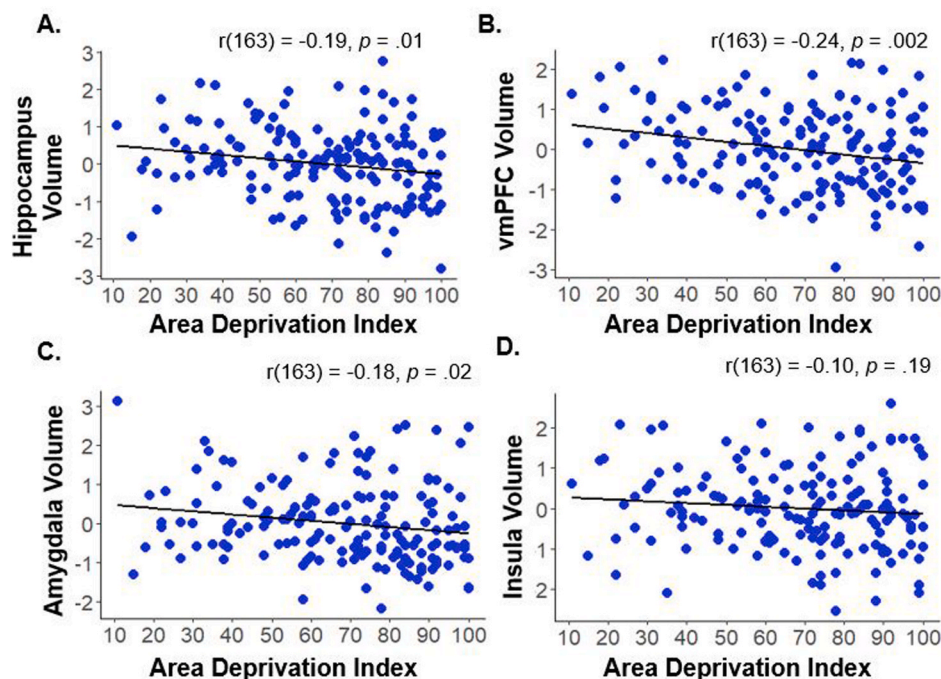 A.
r(163) = -0.19, p = .01
3
2
1
0
-1
-2
-3
Hippocampus
Volume
10 20 30 40 50 60 70 80 90 100
Area Deprivation Index
B.
r(163) = -0.24, p = .002
2
1
0
-1
-2
-3
vmPFC Volume
10 20 30 40 50 60 70 80 90 100
Area Deprivation Index
C.
r(163) = -0.18, p = .02
3
2
1
0
-1
-2
Amygdala Volume
10 20 30 40 50 60 70 80 90 100
Area Deprivation Index
D.
r(163) = -0.10, p = .19
2
1
0
1
2
Insula Volume
10 20 30 40 50 60 70 80 90 100
Area Deprivation Index